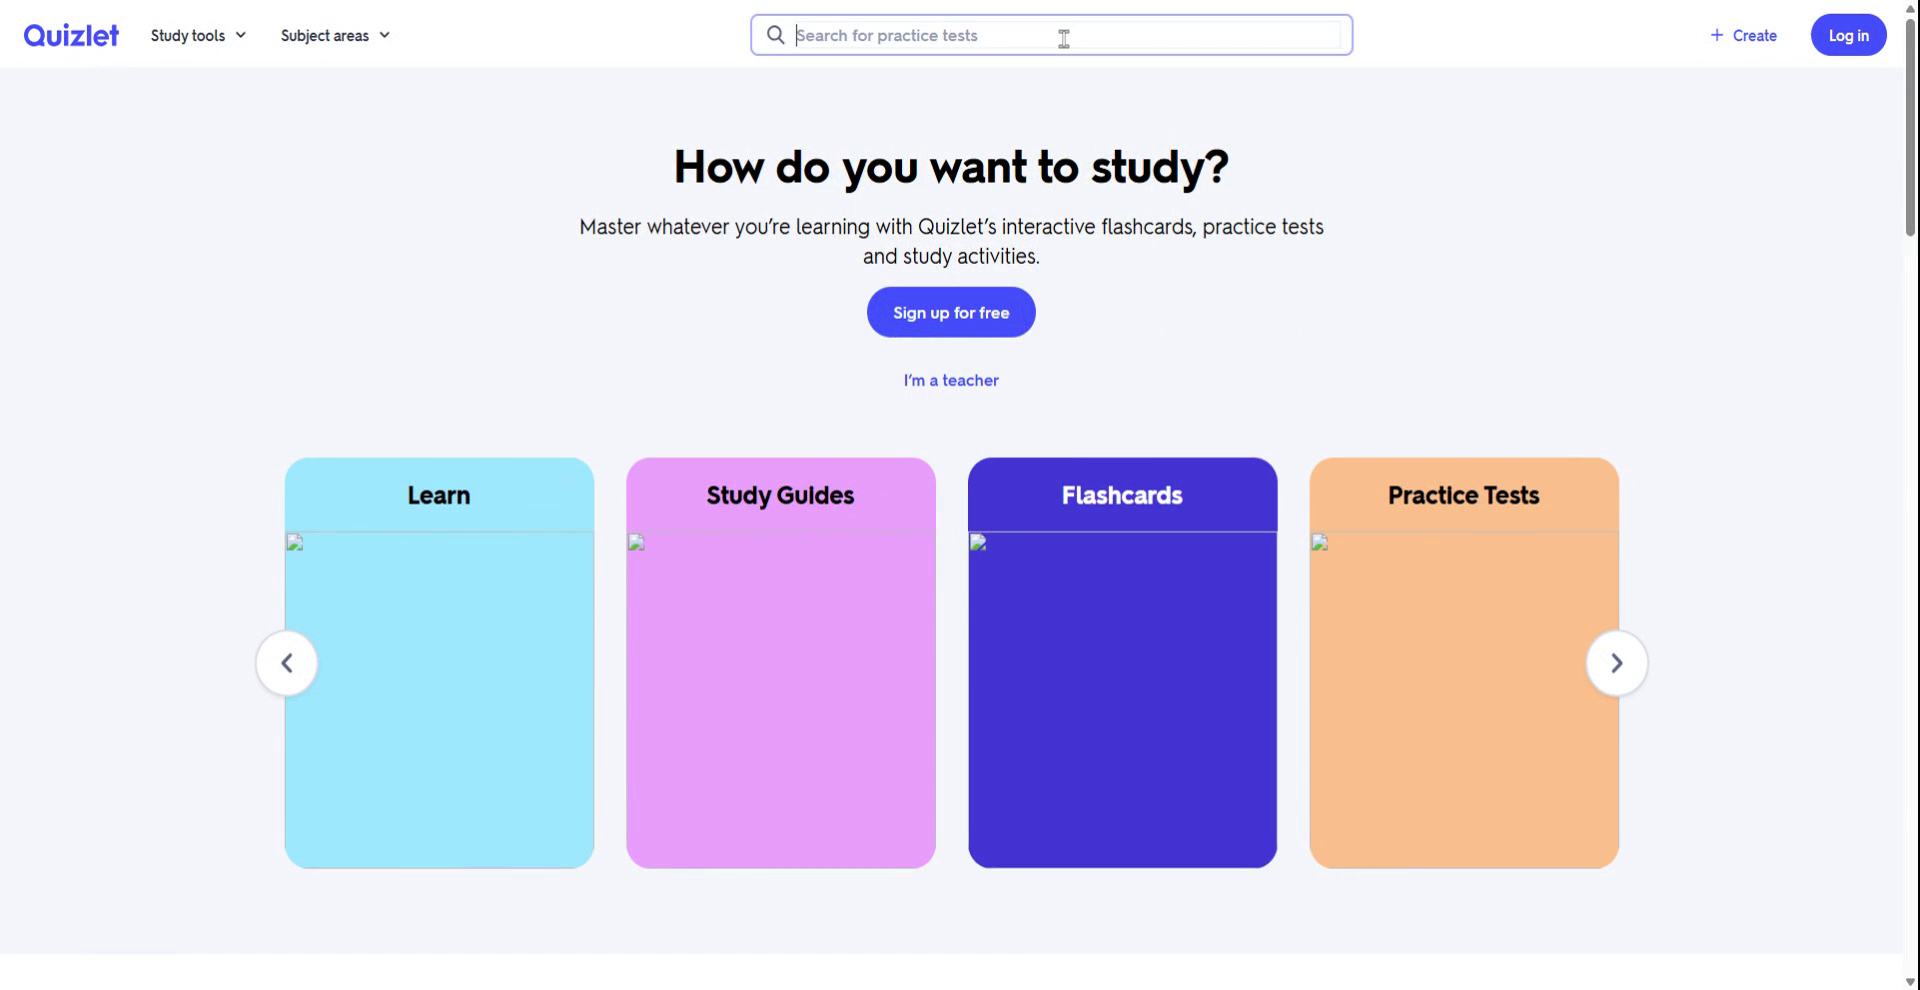 Quizlet
Study tools
Subject areas
Search for practice tests
+ Create
Log in
How do you want to study?
Master whatever you’re learning with Quizlet’s interactive flashcards, practice tests
and study activities.
Sign up for free
I’m a teacher
Learn
Study Guides
Flashcards
Practice Tests